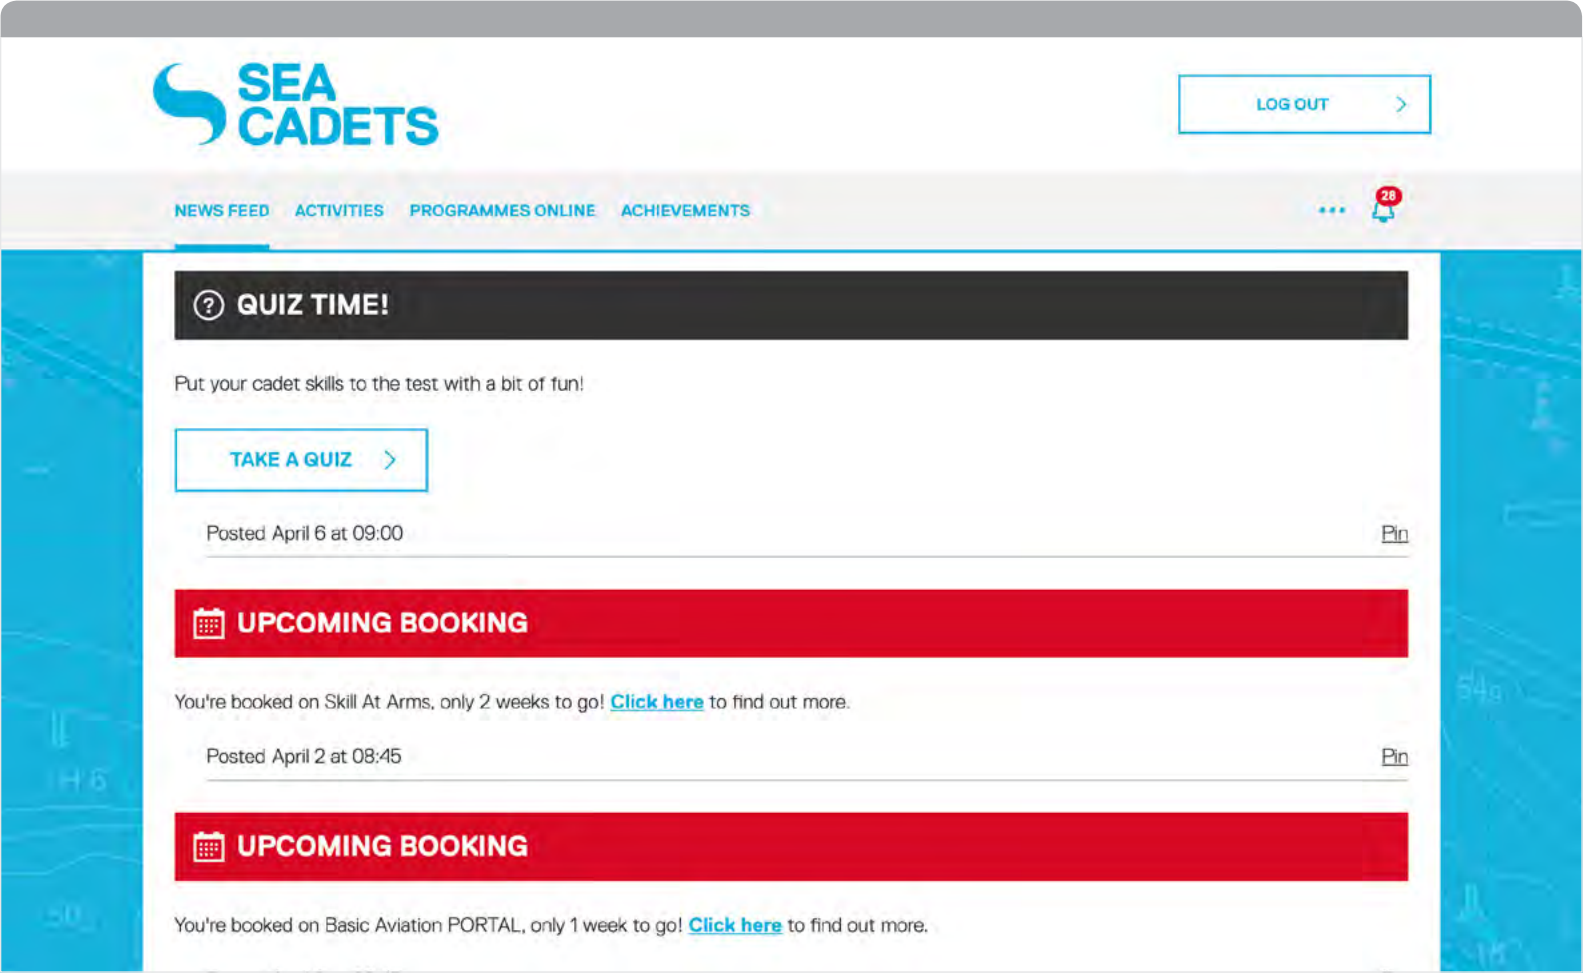 SEA
CADETS
LOG OUT
NEWS FEED ACTIVITIES PROGRAMMES ONLINE ACHIEVEMENTS
28
QUIZ TIME!
Put your cadet skills to the test with a bit of fun!
TAKE A QUIZ
Posted April 6 at 09:00 Pin
UPCOMING BOOKING
You're booked on Skill At Arms, only 2 weeks to go! Click here to find out more.
Posted April 2 at 08:45 Pin
UPCOMING BOOKING
You're booked on Basic Aviation PORTAL, only 1 week to go! Click here to find out more.